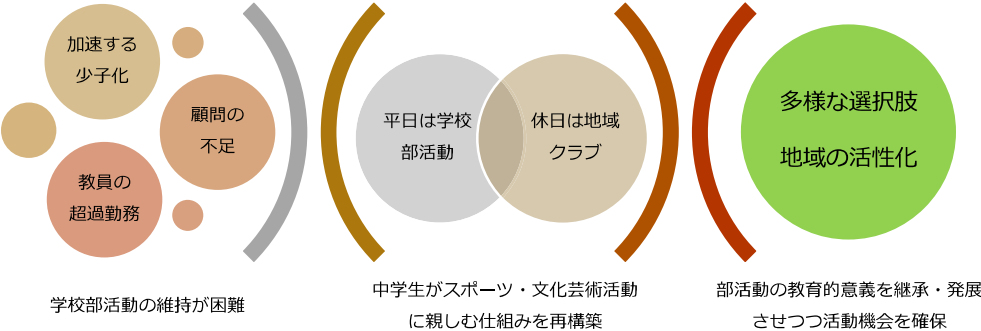 加速する
少子化
顧問の
不足
教員の
超過勤務
学校部活動の維持が困難
平日は学校
部活動
休日は地域
クラブ
中学生がスポーツ・文化芸術活動
に親しむ仕組みを再構築
多様な選択肢
地域の活性化
部活動の教育的意義を継承・発展
させつつ活動機会を確保